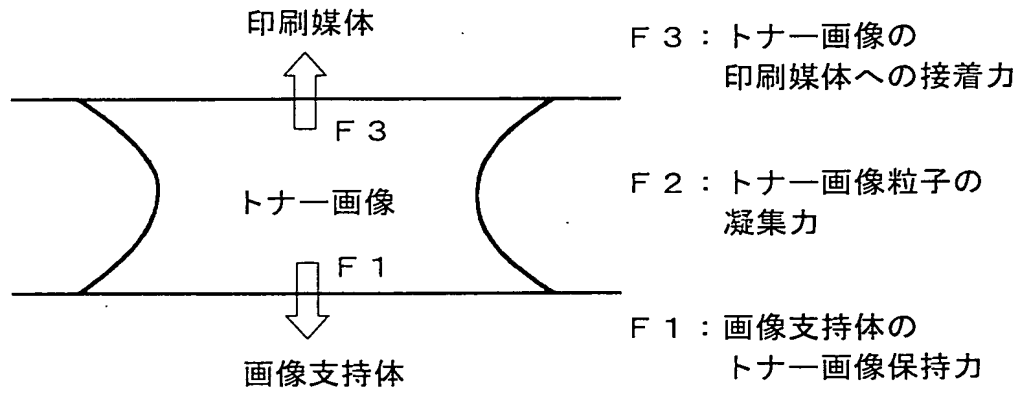 印刷媒体
F3
トナー画像
F1
画像支持体
F3:トナー画像の
印刷媒体への接着力
F2:トナー画像粒子の
凝集力
F1:画像支持体の
トナー画像保持力